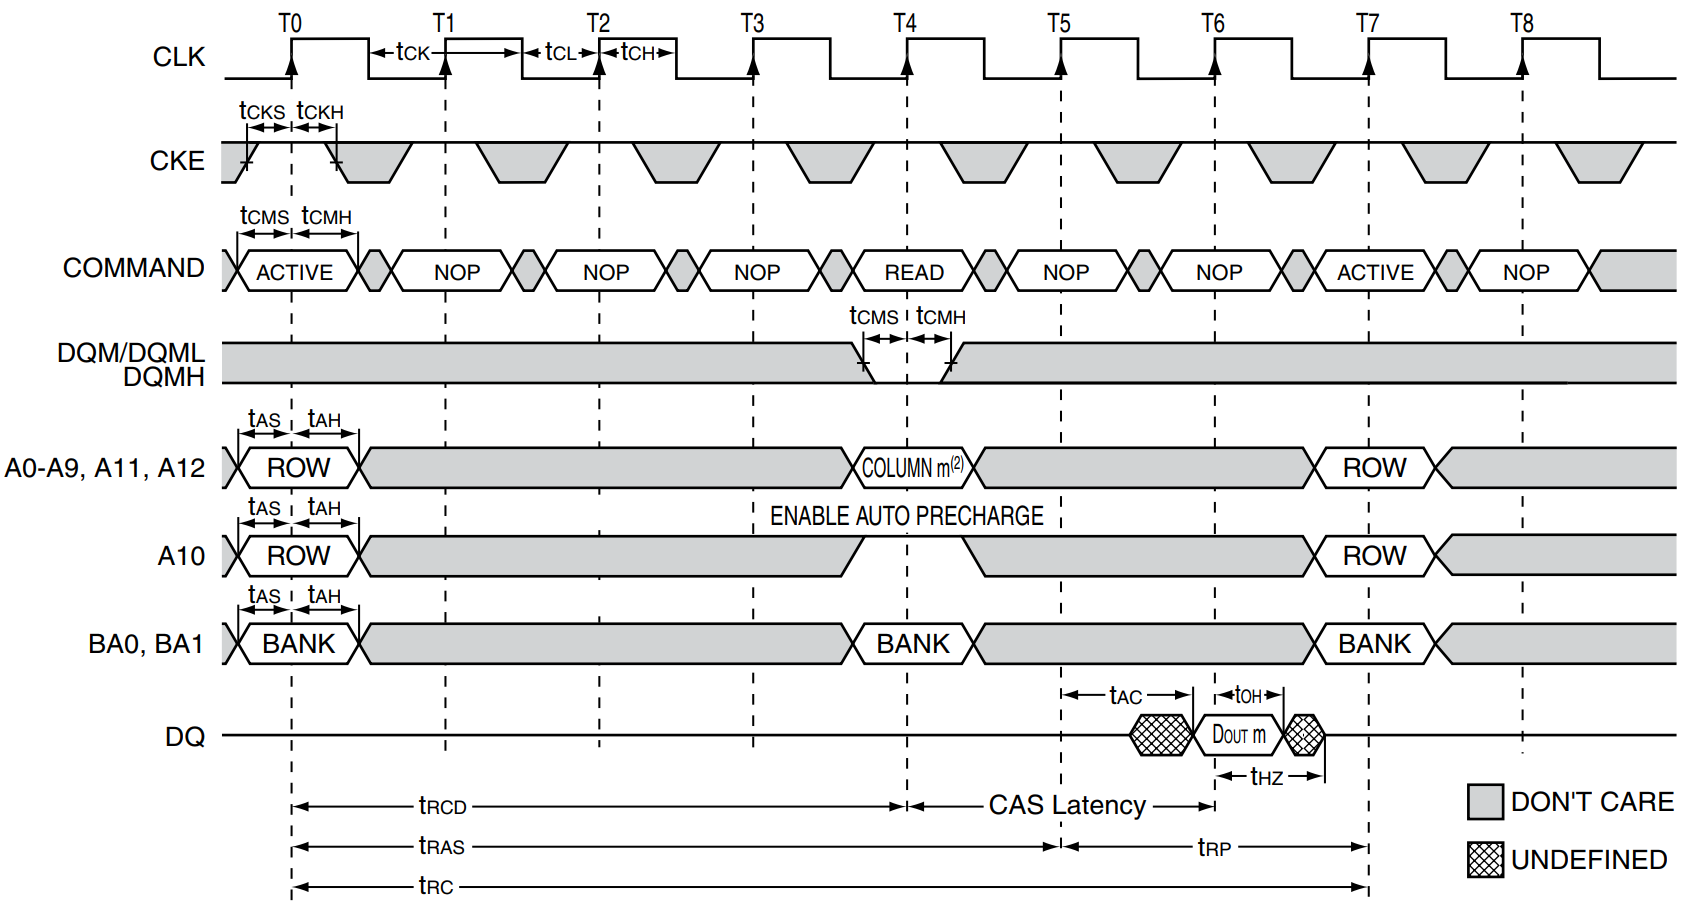 T0 T1 T2 T3 T4 T5 T6 T7 T8
CLK tCK tCL tCH
tCKS tCKH
CKE
tCMS tCMH
COMMAND ACTIVE NOP NOP NOP READ NOP NOP ACTIVE NOP
tCMS tCMH
DQM/DQML
DQMH
tAS tAH
A0-A9, A11, A12 ROW COLUMN m(2) ROW
tAS tAH ENABLE AUTO PRECHARGE
A10 ROW ROW
tAS tAH
BA0, BA1 BANK BANK BANK
tAC tOH
DQ DOUT m
tHZ
tRCD CAS Latency DON'T CARE
tRAS tRP UNDEFINED
tRC